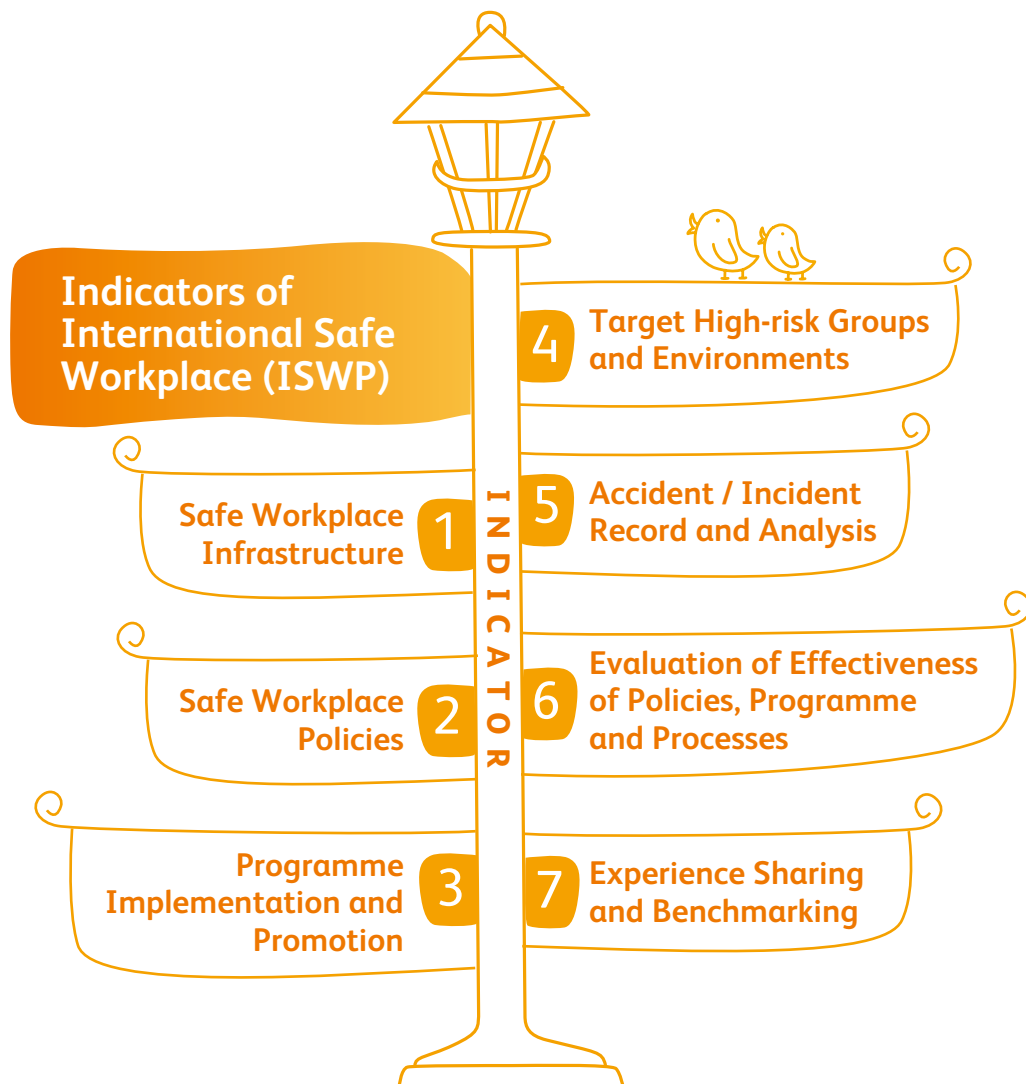 Indicators of
International Safe
Workplace (ISWP)
INDICATOR
1
Safe Workplace
Infrastructure
2
Safe Workplace
Policies
3
Programme
Implementation and
Promotion
4
Target High-risk Groups
and Environments
5
Accident / Incident
Record and Analysis
6
Evaluation of Effectiveness
of Policies, Programme
and Processes
7
Experience Sharing
and Benchmarking